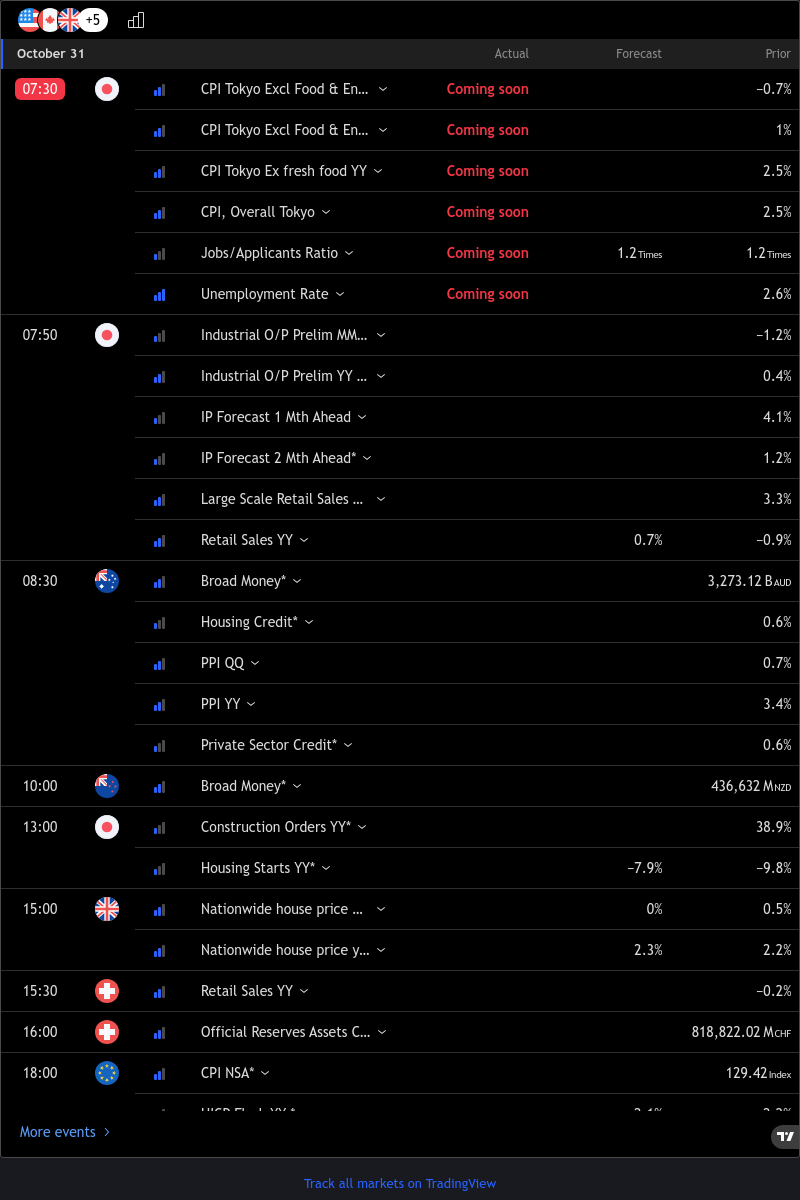 +5
October 31 Actual Forecast Prior
07:30 CPI Tokyo Excl Food & En... Coming soon −0.7%
CPI Tokyo Excl Food & En... Coming soon 1%
CPI Tokyo Ex fresh food YY Coming soon 2.5%
CPI, Overall Tokyo Coming soon 2.5%
Jobs/Applicants Ratio Coming soon 1.2 Times 1.2 Times
Unemployment Rate Coming soon 2.6%
07:50 Industrial O/P Prelim MM... −1.2%
Industrial O/P Prelim YY ... 0.4%
IP Forecast 1 Mth Ahead 4.1%
IP Forecast 2 Mth Ahead* 1.2%
Large Scale Retail Sales ... 3.3%
Retail Sales YY 0.7% −0.9%
08:30 Broad Money* 3,273.12 B AUD
Housing Credit* 0.6%
PPI QQ 0.7%
PPI YY 3.4%
Private Sector Credit* 0.6%
10:00 Broad Money* 436,632 M NZD
13:00 Construction Orders YY* 38.9%
Housing Starts YY* −7.9% −9.8%
15:00 Nationwide house price ... 0% 0.5%
Nationwide house price y... 2.3% 2.2%
15:30 Retail Sales YY −0.2%
16:00 Official Reserves Assets C... 818,822.02 M CHF
18:00 CPI NSA* 129.42 Index
More events
Track all markets on TradingView